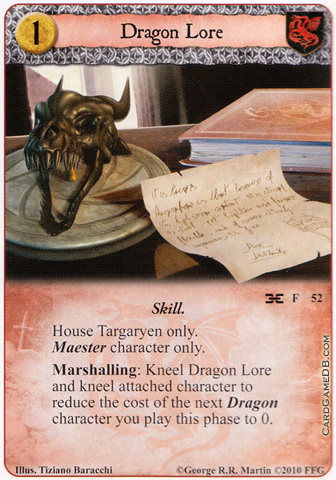 1
Dragon Lore
F 52
Skill.
House Targaryen only.
Maester character only.
Marshalling: Kneel Dragon Lore
and kneel attached character to
reduce the cost of the next Dragon
character you play this phase to 0.
CARDGAMEDB.COM
Illus. Tiziano Baracchi
©George R.R. Martin ©2010 FFG